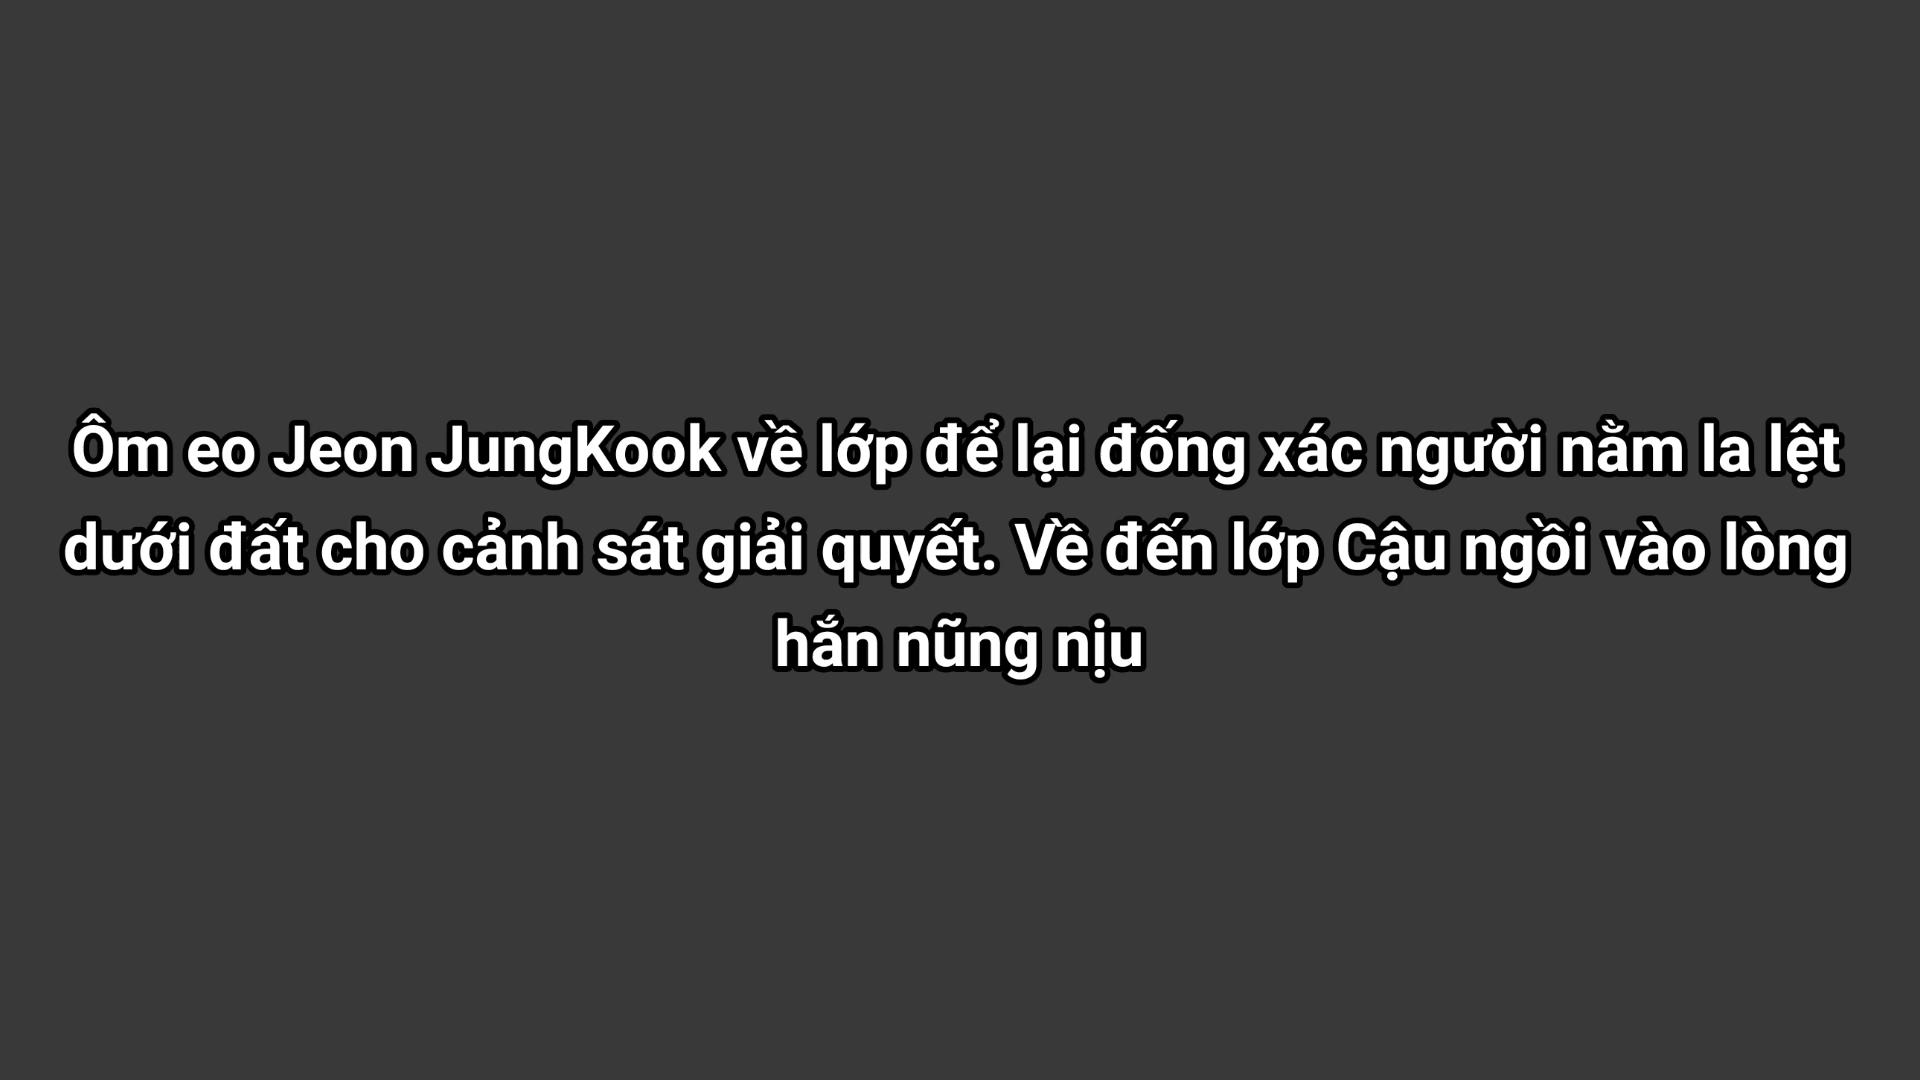 Ôm eo Jeon JungKook về lớp để lại đống xác người nằm la lệt
dưới đất cho cảnh sát giải quyết. Về đến lớp Cậu ngồi vào lòng
hắn nũng nịu